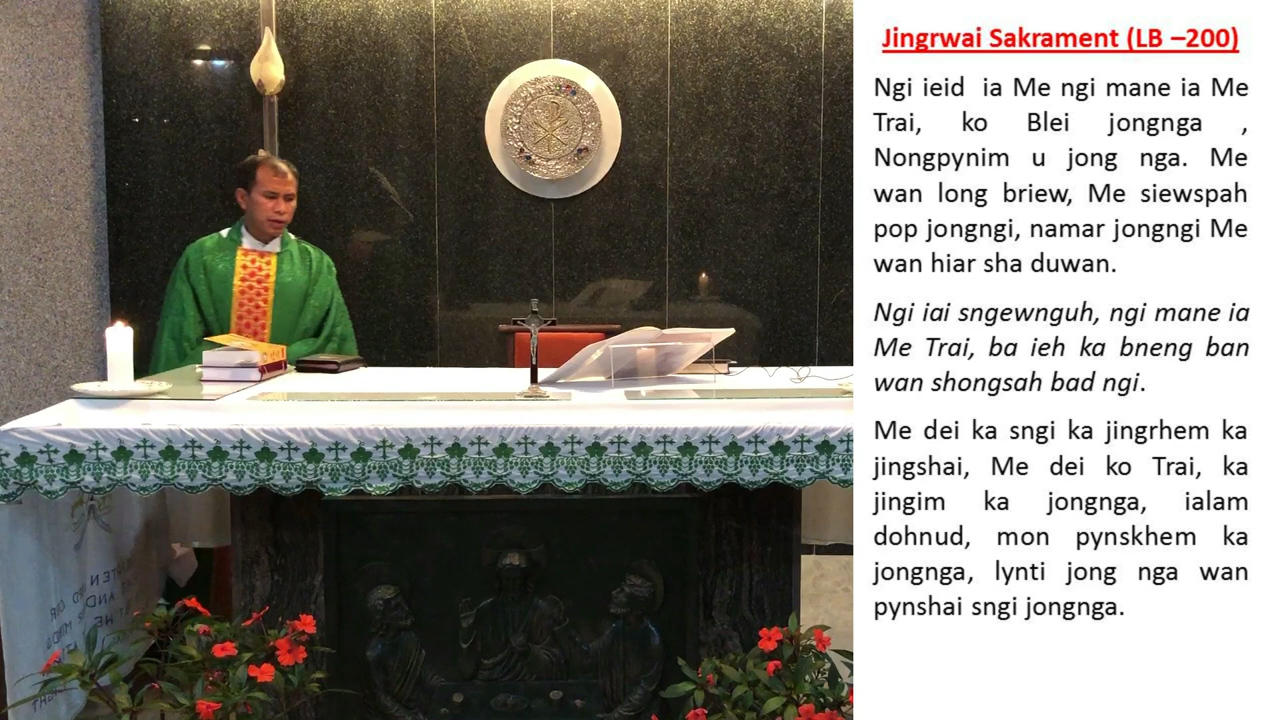 Jingrwai Sakrament (LB –200)
Ngi ieid ia Me ngi mane ia Me
Trai, ko Blei jongnga ,
Nongpynim u jong nga. Me
wan long briew, Me siewspah
pop jongngi, namar jongngi Me
wan hiar sha duwan.
Ngi iai sngewnguh, ngi mane ia
Me Trai, ba ieh ka bneng ban
wan shongsah bad ngi.
Me dei ka sngi ka jingrhem ka
jingshai, Me dei ko Trai, ka
jingim ka jongnga, ialam
dohnud, mon pynskhem ka
jongnga, lynti jong nga wan
pynshai sngi jongnga.